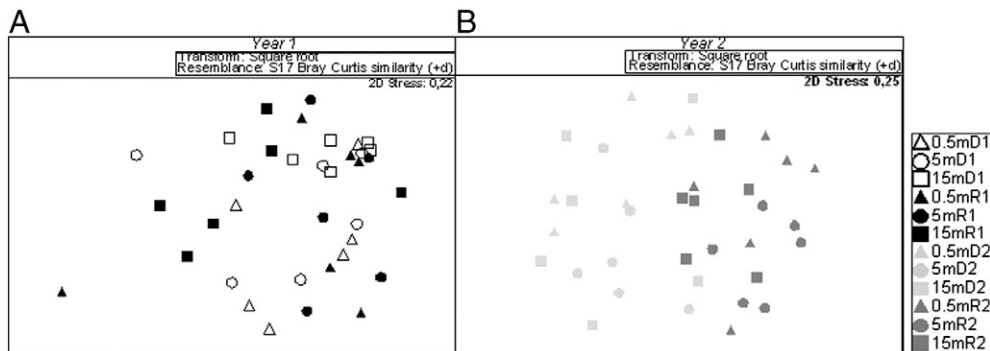 A
Year 1
Transform: Square root
Resemblance: S17 Bray Curtis similarity (+d)
2D Stress: 0,22
B
Year 2
Transform: Square root
Resemblance: S17 Bray Curtis similarity (+d)
2D Stress: 0,25
0.5mD1
5mD1
15mD1
0.5mR1
5mR1
15mR1
0.5mD2
5mD2
15mD2
0.5mR2
5mR2
15mR2